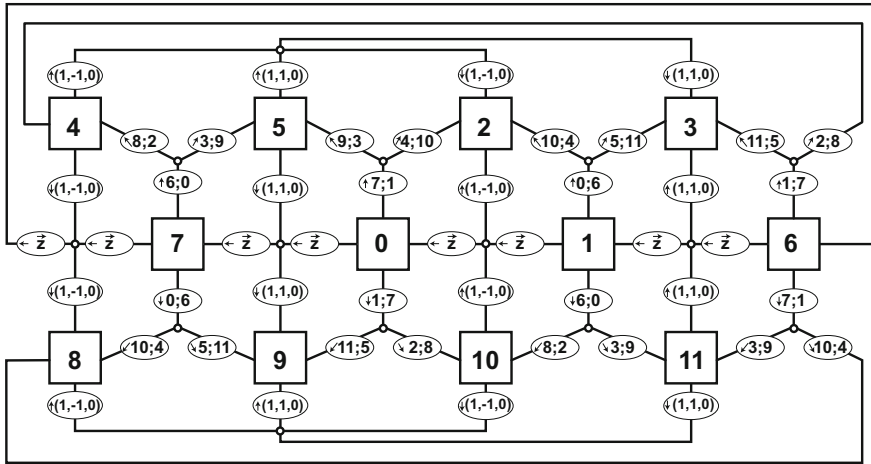 ↑(1,-1,0) ↑(1,1,0) ↓(1,-1,0) ↓(1,1,0)
4 5 2 3
↖8;2 ↗3;9 ↖9;3 ↗4;10 ↖10;4 ↗5;11 ↖11;5 ↗2;8
↓(1,-1,0) ↑6;0 ↓(1,1,0) ↑7;1 ↑(1,-1,0) ↑0;6 ↑(1,1,0) ↑1;7
← z⃗ ← z⃗ 7 ← z⃗ ← z⃗ 0 ← z⃗ ← z⃗ 1 ← z⃗ ← z⃗ 6
↓(1,-1,0) ↓0;6 ↓(1,1,0) ↓1;7 ↑(1,-1,0) ↓6;0 ↑(1,1,0) ↓7;1
↙10;4 ↘5;11 ↙11;5 ↘2;8 ↙8;2 ↘3;9 ↙3;9 ↘10;4
8 9 10 11
↑(1,-1,0) ↑(1,1,0) ↓(1,-1,0) ↓(1,1,0)